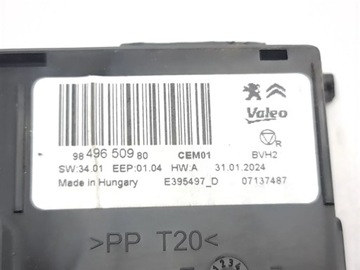 Valeo
R
98 496 509 80 CEM01 BVH2
SW:34.01 EEP:01.04 HW:A 31.01.2024
Made in Hungary E395497_D 07137487
>PP T20<